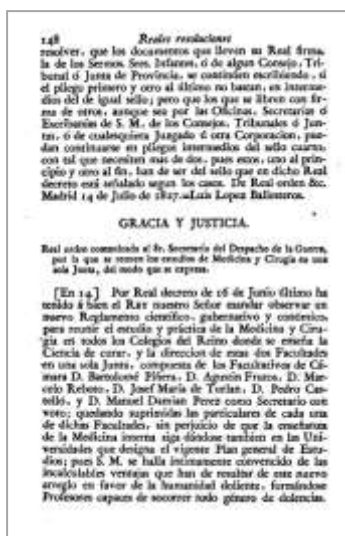 148 Reales resoluciones
resolver, que los documentos que lleven su Real firma,
la de los Sermos. Sres. Infantes, ó de algun Consejo, Tri-
bunal ó Junta de Provincia, se continúen escribiendo, si
el pliego primero y otro al último no bastan, en interme-
dios del de igual sello; pero que los que se libren con fir-
ma de otros, aunque sea por las Oficinas, Secretarías ó
Escribanías de S. M., de los Consejos, Tribunales ó Jun-
tas, ó de cualesquiera Juzgado ó otra Corporacion, pue-
dan continuarse en pliegos intermedios del sello cuarto,
con tal que necesiten mas de dos, pues estos, uno al prin-
cipio y otro al fin, han de ser del sello que en dicho Real
decreto está señalado segun los casos. De Real orden &c.
Madrid 14 de Julio de 1827.=Luis Lopez Ballesteros.
GRACIA Y JUSTICIA.
Real orden comunicada al Sr. Secretario del Despacho de la Guerra,
por la que se reunen los estudios de Medicina y Cirugía en una
sola Junta, del modo que se expresa.
[En 14.] Por Real decreto de 16 de Junio último ha
tenido á bien el REY nuestro Señor mandar observar un
nuevo Reglamento científico, gubernativo y económico,
para reunir el estudio y práctica de la Medicina y Ciru-
gía en todos los Colegios del Reino donde se enseña la
Ciencia de curar, y la direccion de estas dos Facultades
en una sola Junta, compuesta de los Facultativos de Cá-
mara D. Bartolomé Piñera, D. Agustin Frutos, D. Mar-
celo Reboto, D. Josef María de Turlan, D. Pedro Cas-
telló, y D. Manuel Damian Perez como Secretario con
voto; quedando suprimidas las particulares de cada una
de dichas Facultades, sin perjuicio de que la enseñanza
de la Medicina interna siga dándose tambien en las Uni-
versidades que designa el vigente Plan general de Estu-
dios; pues S. M. se halla íntimamente convencido de las
incalculables ventajas que han de resultar de este nuevo
arreglo en favor de la humanidad doliente, formándose
Profesores capaces de socorrer todo género de dolencias.